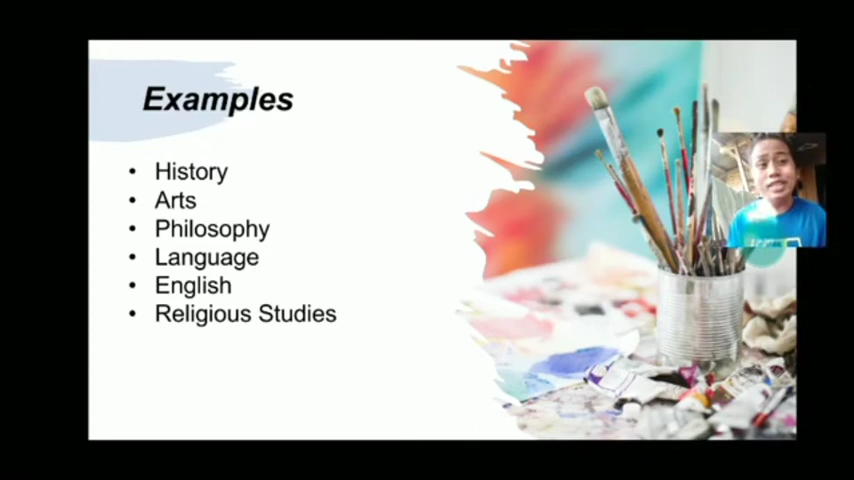 Examples
• History
• Arts
• Philosophy
• Language
• English
• Religious Studies